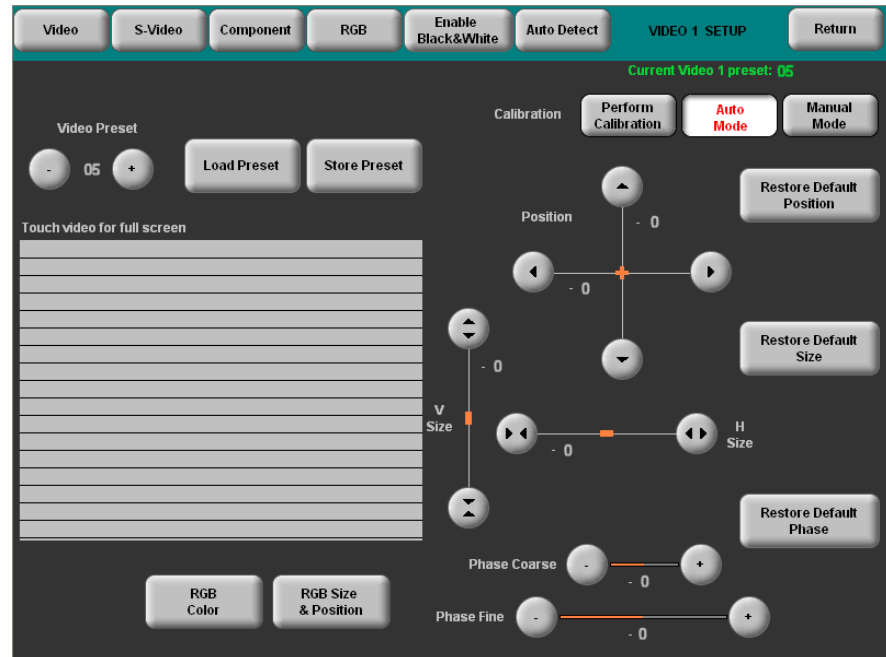 Video
S-Video
Component
RGB
Enable
Black&White
Auto Detect
VIDEO 1 SETUP
Return
Current Video 1 preset: 05
Calibration
Perform
Calibration
Auto
Mode
Manual
Mode
Video Preset
-
05
+
Load Preset
Store Preset
Restore Default
Position
Position
- 0
- 0
Touch video for full screen
Restore Default
Size
- 0
V
Size
H
Size
- 0
Restore Default
Phase
Phase Coarse
-
+
- 0
RGB
Color
RGB Size
& Position
Phase Fine
-
+
- 0